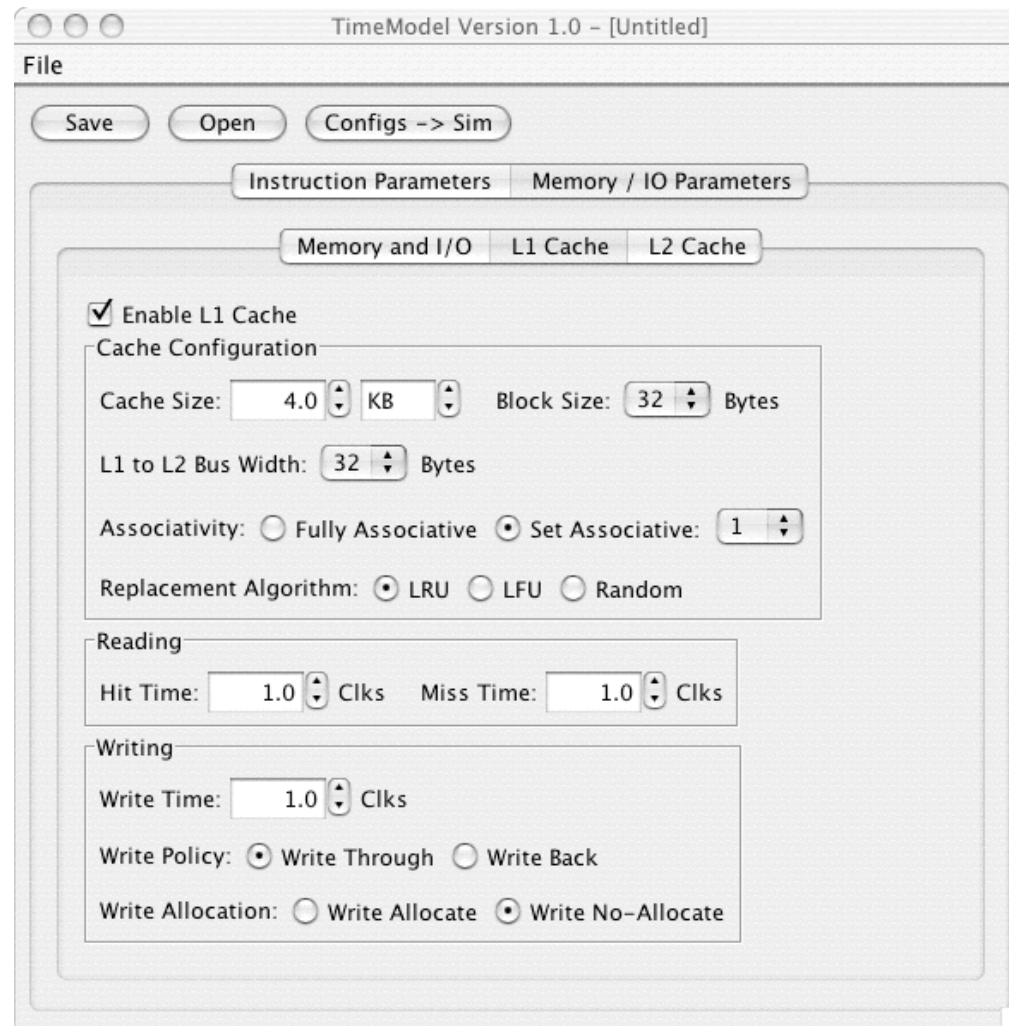 TimeModel Version 1.0 – [Untitled]
File
Save Open Configs -> Sim
Instruction Parameters Memory / IO Parameters
Memory and I/O L1 Cache L2 Cache
Enable L1 Cache
Cache Configuration
Cache Size: 4.0 KB Block Size: 32 Bytes
L1 to L2 Bus Width: 32 Bytes
Associativity: Fully Associative Set Associative: 1
Replacement Algorithm: LRU LFU Random
Reading
Hit Time: 1.0 Clks Miss Time: 1.0 Clks
Writing
Write Time: 1.0 Clks
Write Policy: Write Through Write Back
Write Allocation: Write Allocate Write No-Allocate